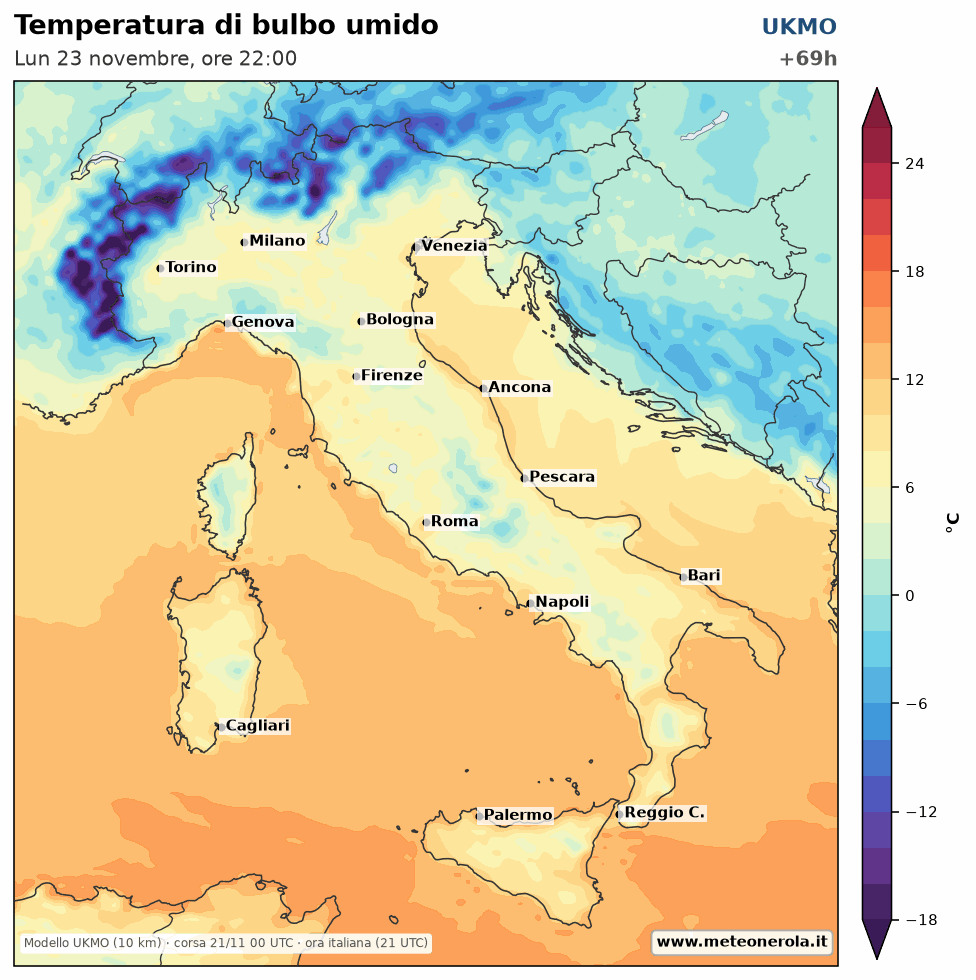 Temperatura di bulbo umido
UKMO
Lun 23 novembre, ore 22:00
+69h
Milano
Venezia
Torino
Genova
Bologna
Firenze
Ancona
Pescara
Roma
Bari
Napoli
Cagliari
Palermo
Reggio C.
24
18
12
6
0
−6
−12
−18
°C
Modello UKMO (10 km) · corsa 21/11 00 UTC · ora italiana (21 UTC)
www.meteonerola.it